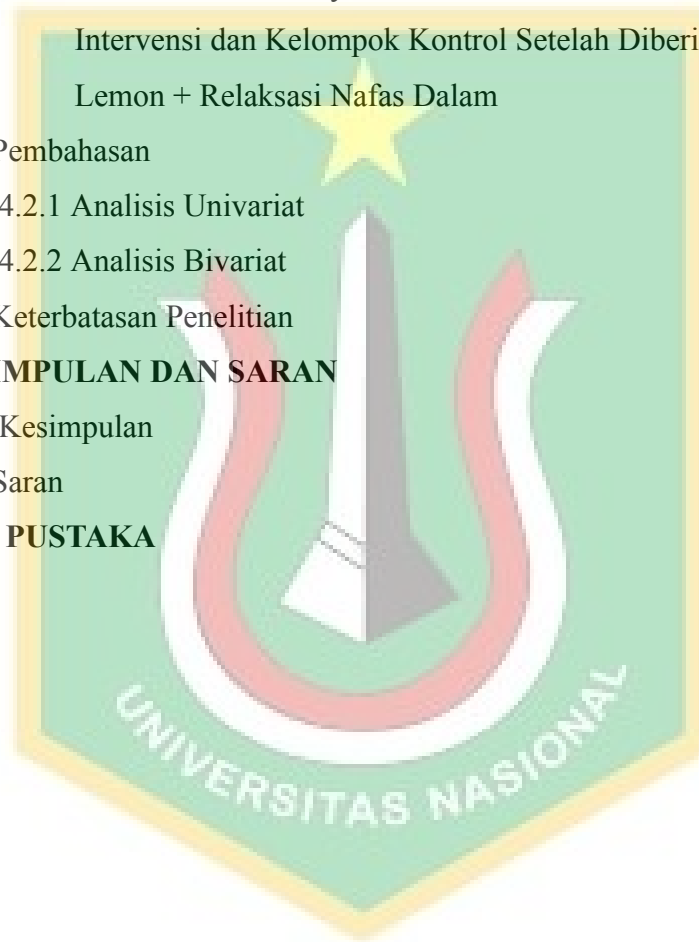 Intervensi dan Kelompok Kontrol Setelah Diberi
Lemon + Relaksasi Nafas Dalam
Pembahasan
4.2.1 Analisis Univariat
4.2.2 Analisis Bivariat
Keterbatasan Penelitian
IMPULAN DAN SARAN
Kesimpulan
Saran
PUSTAKA
UNIVERSITAS NASIONAL